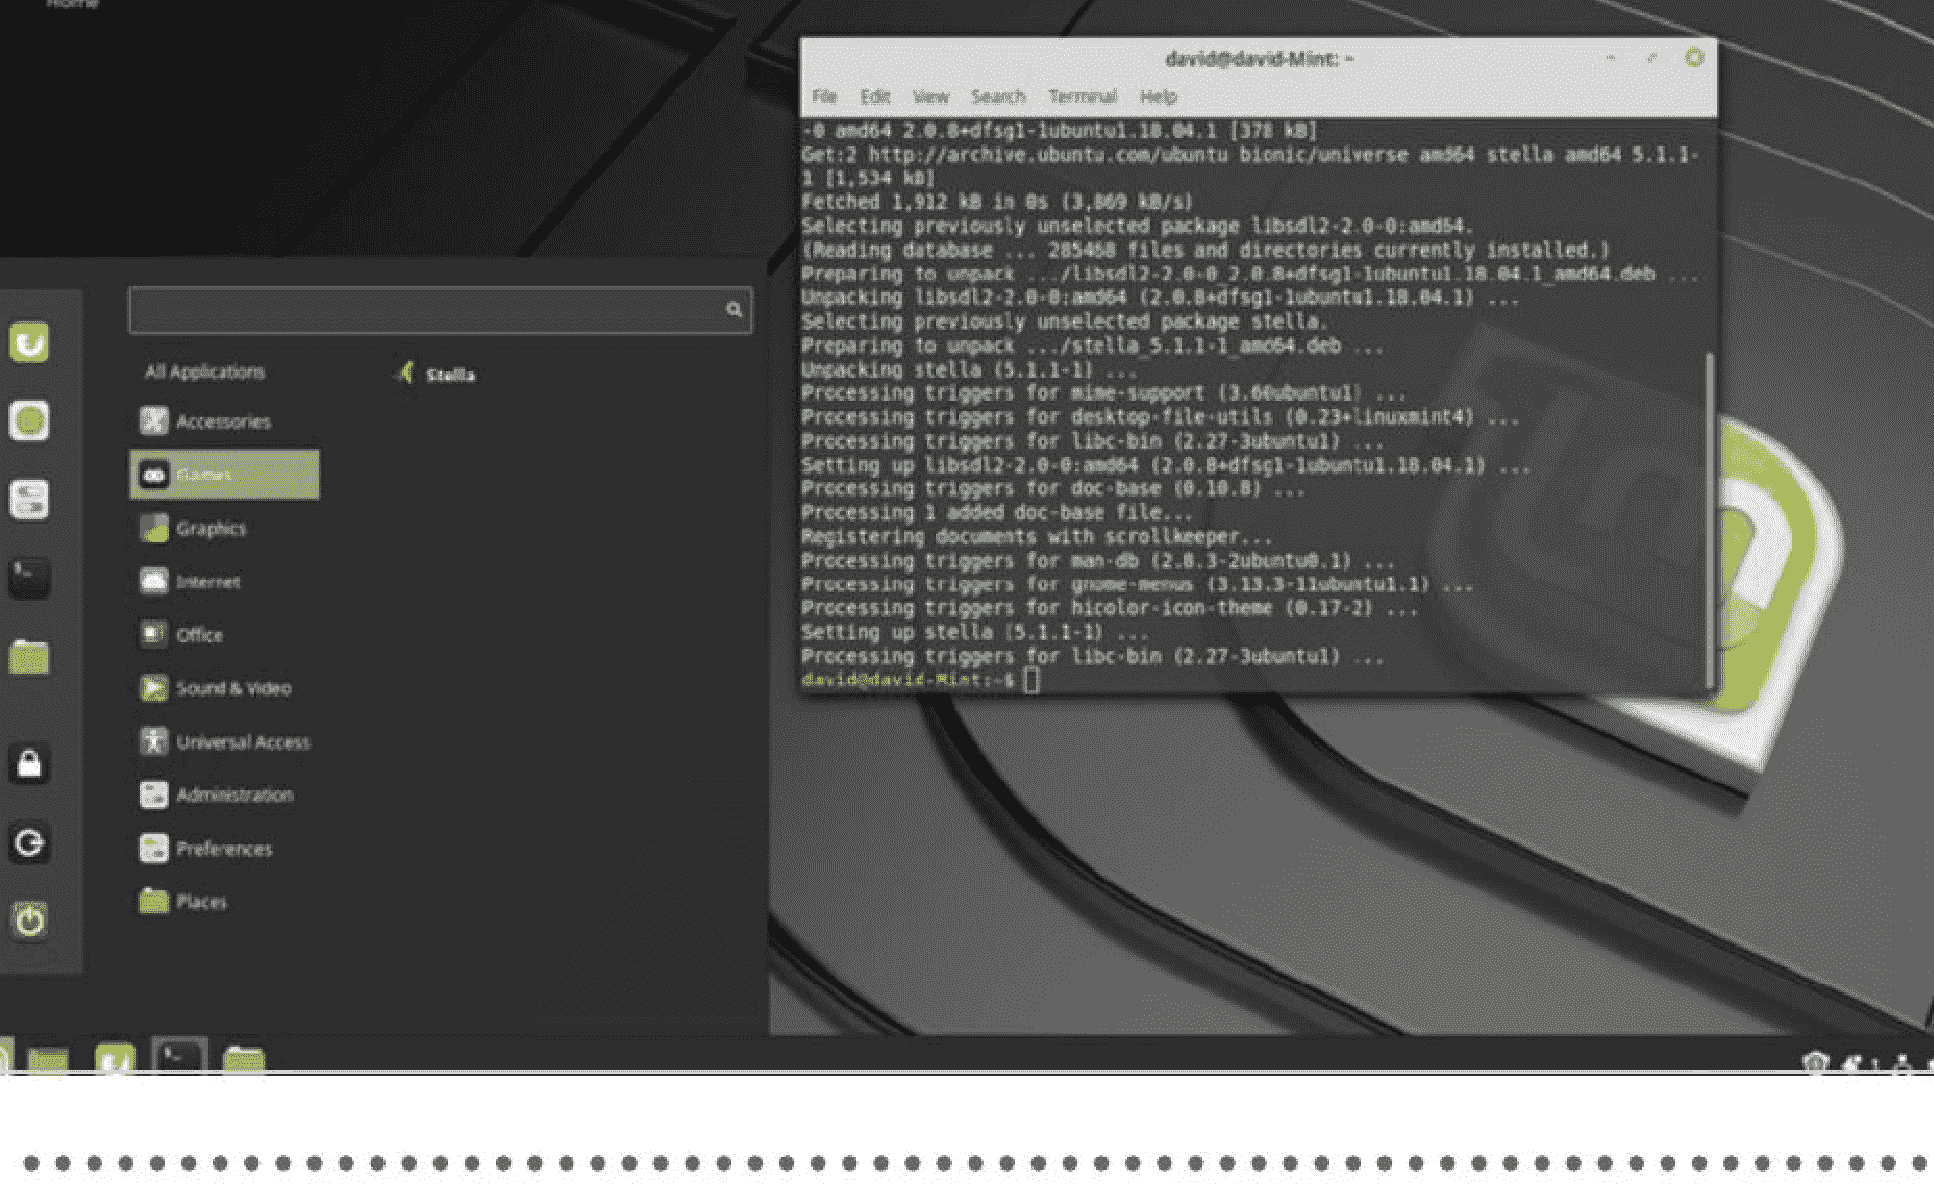 Home
david@david-Mint: ~
File Edit View Search Terminal Help
-0 amd64 2.0.8+dfsg1-1ubuntu1.18.04.1 [378 kB]
Get:2 http://archive.ubuntu.com/ubuntu bionic/universe amd64 stella amd64 5.1.1-
1 [1,534 kB]
Fetched 1,912 kB in 0s (3,869 kB/s)
Selecting previously unselected package libsdl2-2.0-0:amd64.
(Reading database ... 285468 files and directories currently installed.)
Preparing to unpack .../libsdl2-2.0-0_2.0.8+dfsg1-1ubuntu1.18.04.1_amd64.deb ...
Unpacking libsdl2-2.0-0:amd64 (2.0.8+dfsg1-1ubuntu1.18.04.1) ...
Selecting previously unselected package stella.
Preparing to unpack .../stella_5.1.1-1_amd64.deb ...
Unpacking stella (5.1.1-1) ...
Processing triggers for mime-support (3.60ubuntu1) ...
Processing triggers for desktop-file-utils (0.23+linuxmint4) ...
Processing triggers for libc-bin (2.27-3ubuntu1) ...
Setting up libsdl2-2.0-0:amd64 (2.0.8+dfsg1-1ubuntu1.18.04.1) ...
Processing triggers for doc-base (0.10.8) ...
Processing 1 added doc-base file...
Registering documents with scrollkeeper...
Processing triggers for man-db (2.8.3-2ubuntu0.1) ...
Processing triggers for gnome-menus (3.13.3-11ubuntu1.1) ...
Processing triggers for hicolor-icon-theme (0.17-2) ...
Setting up stella (5.1.1-1) ...
Processing triggers for libc-bin (2.27-3ubuntu1) ...
david@david-Mint:~$
All Applications
Stella
Accessories
Games
Graphics
Internet
Office
Sound & Video
Universal Access
Administration
Preferences
Places